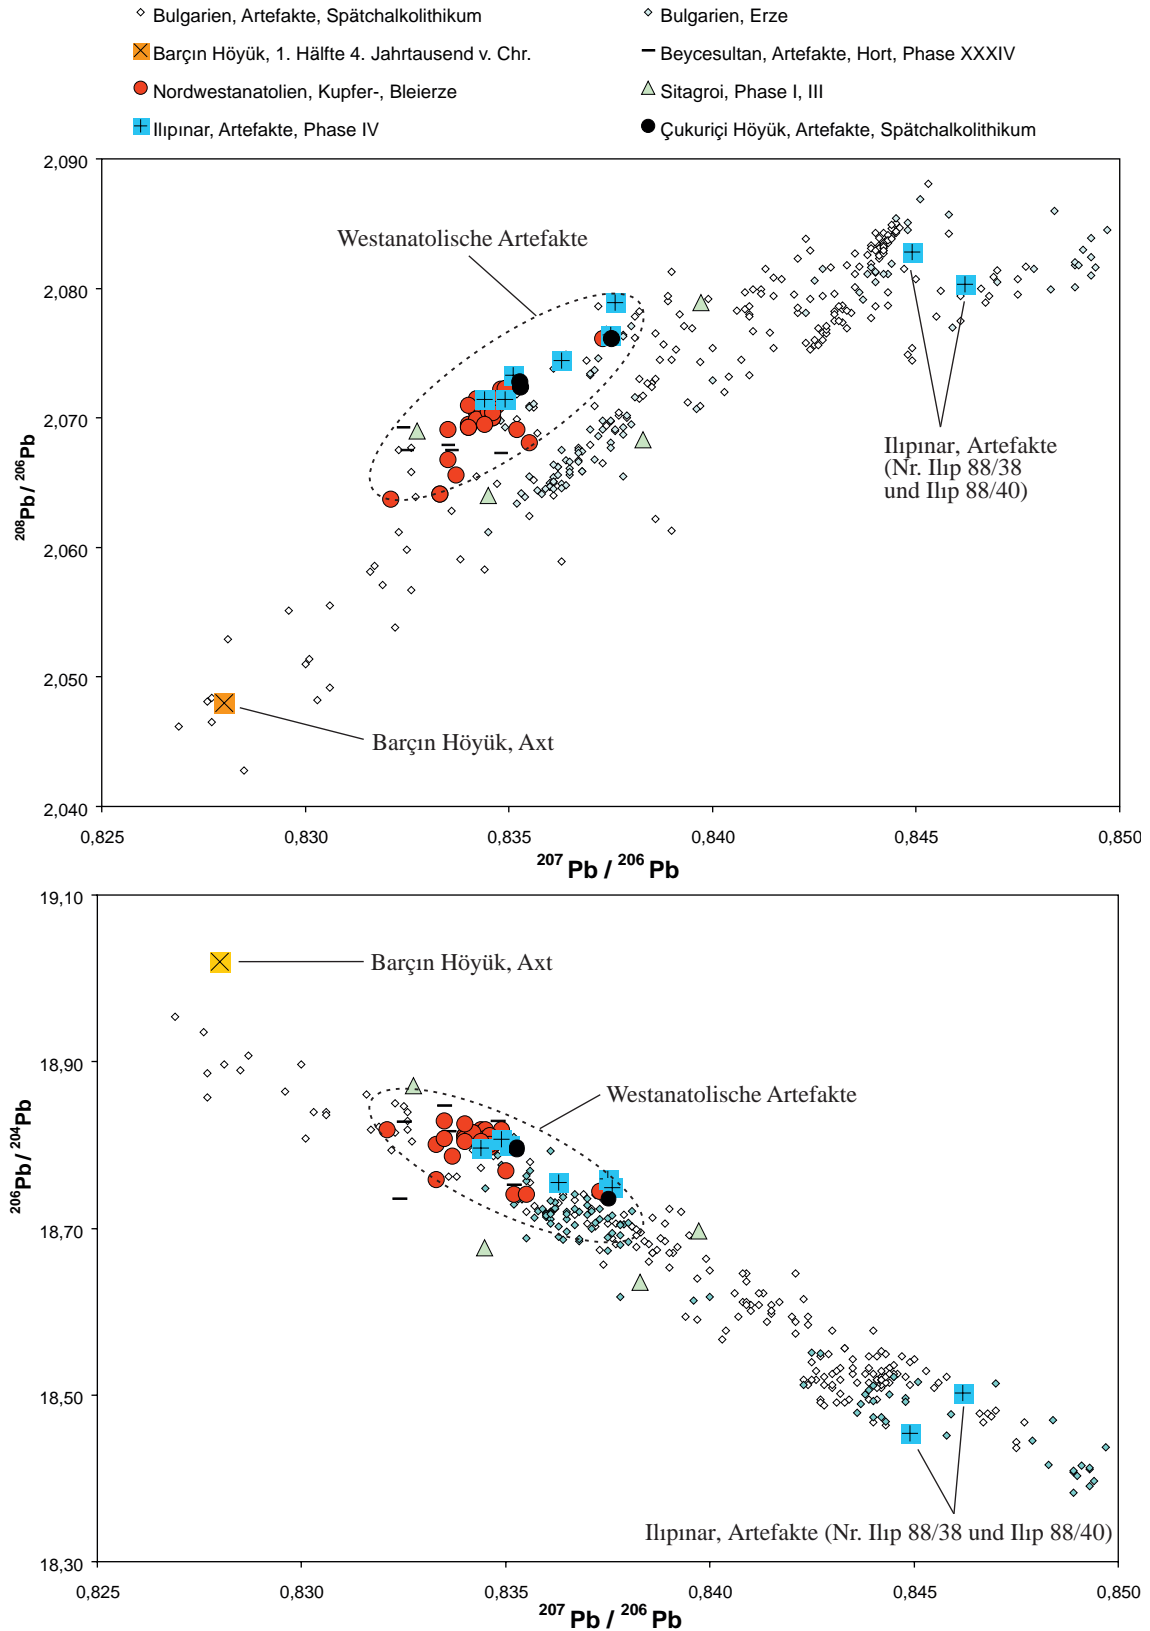 Bulgarien, Artefakte, Spätchalkolithikum
Bulgarien, Erze
Barçın Höyük, 1. Hälfte 4. Jahrtausend v. Chr.
Beycesultan, Artefakte, Hort, Phase XXXIV
Nordwestanatolien, Kupfer-, Bleierze
Sitagroi, Phase I, III
Ilıpınar, Artefakte, Phase IV
Çukuriçi Höyük, Artefakte, Spätchalkolithikum
2,090
2,080
2,070
2,060
2,050
2,040
²⁰⁸Pb / ²⁰⁶Pb
Westanatolische Artefakte
Ilıpınar, Artefakte
(Nr. Ilıp 88/38
und Ilıp 88/40)
Barçın Höyük, Axt
0,825
0,830
0,835
0,840
0,845
0,850
²⁰⁷Pb / ²⁰⁶Pb
19,10
18,90
18,70
18,50
18,30
²⁰⁶Pb / ²⁰⁴Pb
Barçın Höyük, Axt
Westanatolische Artefakte
Ilıpınar, Artefakte (Nr. Ilıp 88/38 und Ilıp 88/40)
0,825
0,830
0,835
0,840
0,845
0,850
²⁰⁷Pb / ²⁰⁶Pb